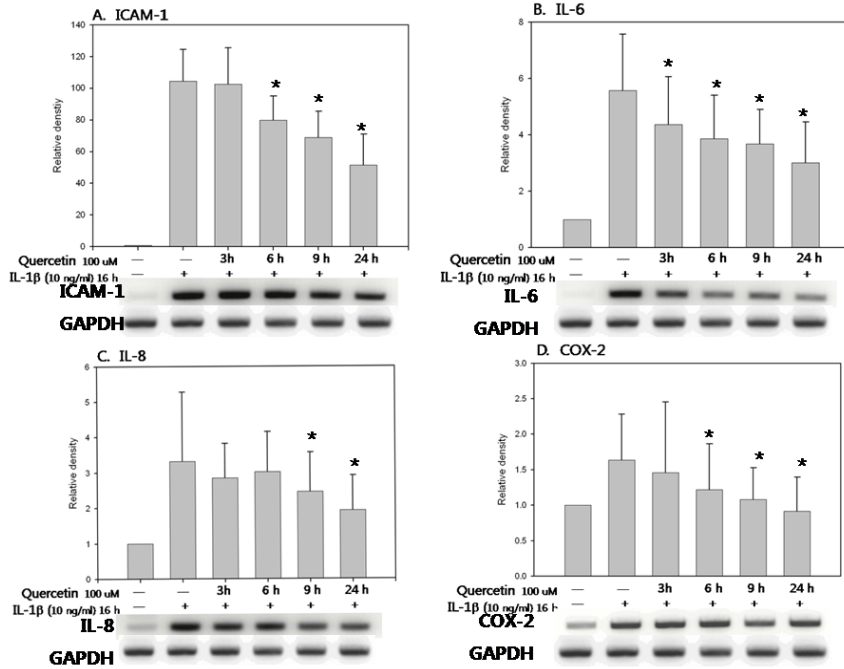 A. ICAM-1
Relative denstiy
140
120
100
80
60
40
20
0
*
*
*
Quercetin 100 uM — — 3h 6 h 9 h 24 h
IL-1β (10 ng/ml) 16 h — + + + + +
ICAM-1
GAPDH
B. IL-6
Relative density
8
6
4
2
0
*
*
*
*
Quercetin 100 uM — — 3h 6 h 9 h 24 h
IL-1β (10 ng/ml) 16 h — + + + + +
IL-6
GAPDH
C. IL-8
Relative density
6
5
4
3
2
1
0
*
*
Quercetin 100 uM — — 3h 6 h 9 h 24 h
IL-1β (10 ng/ml) 16 h — + + + + +
IL-8
GAPDH
D. COX-2
Relative density
3.0
2.5
2.0
1.5
1.0
0.5
0.0
*
*
*
Quercetin 100 uM — — 3h 6 h 9 h 24 h
IL-1β (10 ng/ml) 16 h — + + + + +
COX-2
GAPDH